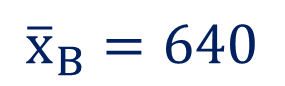 x̅_B = 640